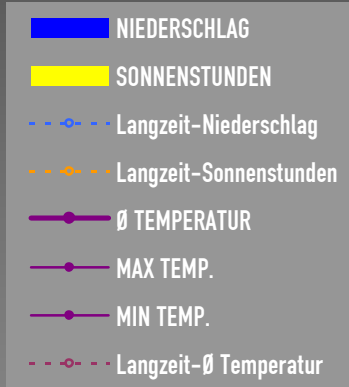 NIEDERSCHLAG
SONNENSTUNDEN
Langzeit-Niederschlag
Langzeit-Sonnenstunden
Ø TEMPERATUR
MAX TEMP.
MIN TEMP.
Langzeit-Ø Temperatur